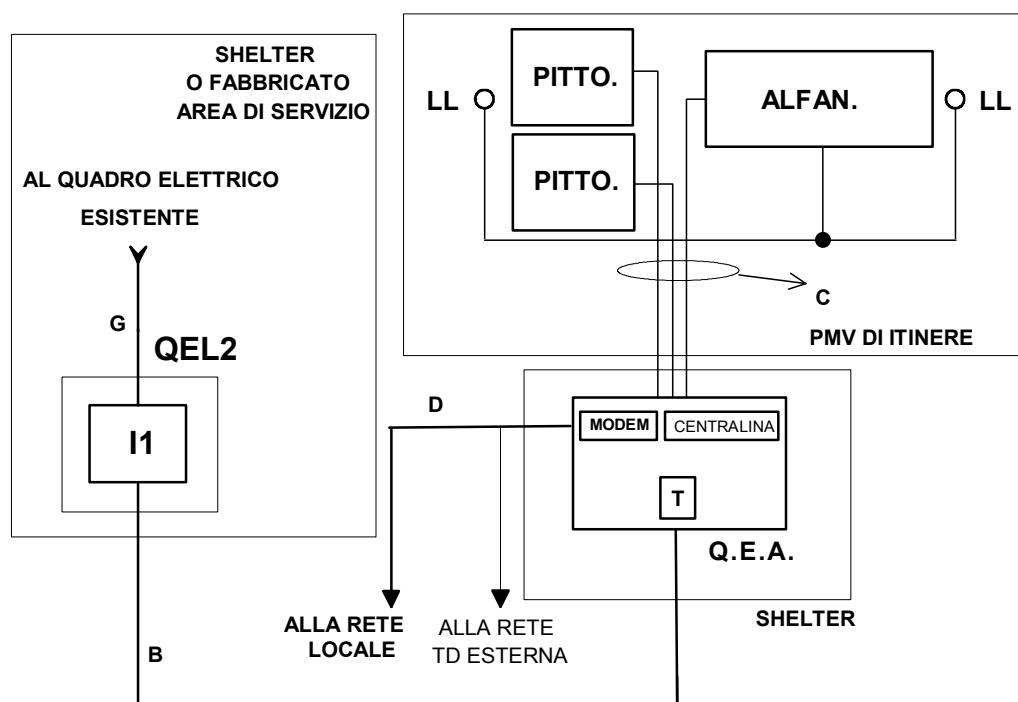 SHELTER
O FABBRICATO
AREA DI SERVIZIO
AL QUADRO ELETTRICO
ESISTENTE
G
QEL2
I1
B
PITTO.
PITTO.
LL
ALFAN.
LL
C
PMV DI ITINERE
D
MODEM
CENTRALINA
T
Q.E.A.
SHELTER
ALLA RETE
LOCALE
ALLA RETE
TD ESTERNA